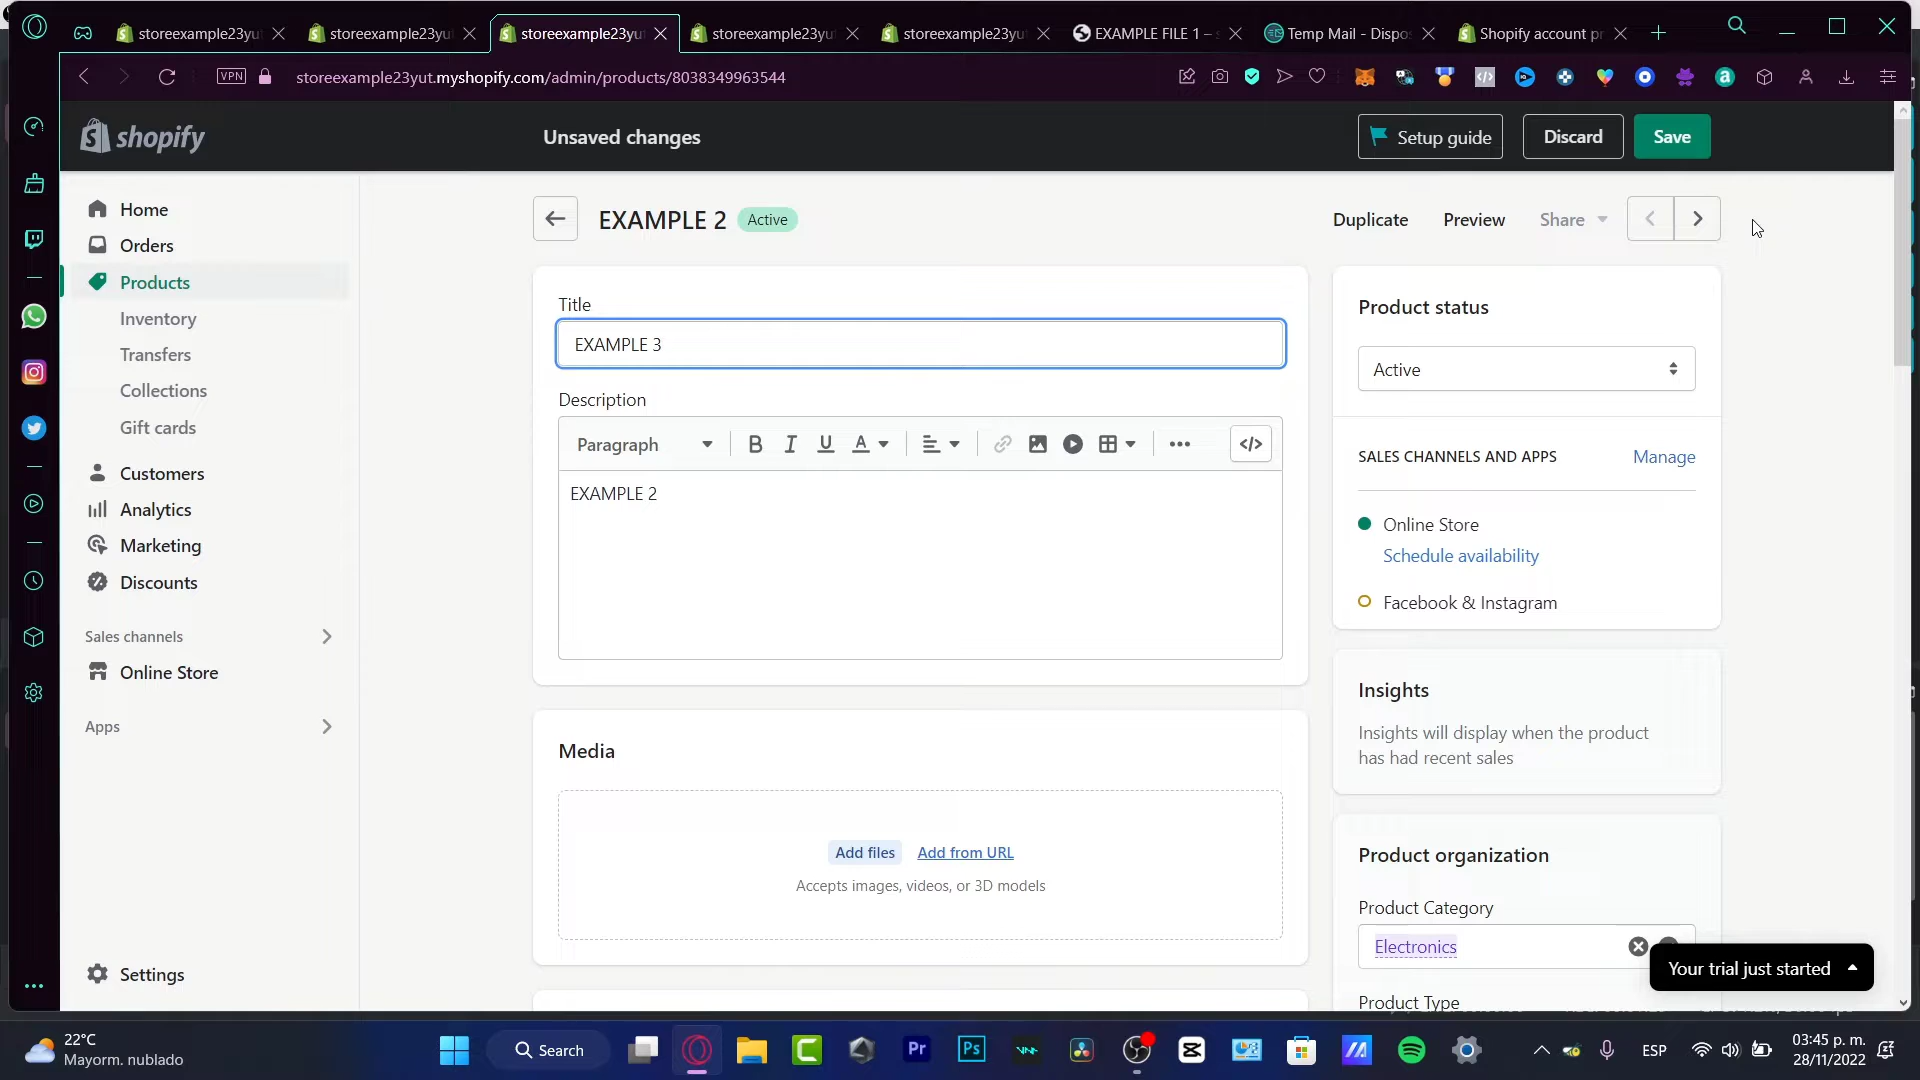 storeexample23yu
storeexample23yu
storeexample23yu
storeexample23yu
storeexample23yu
EXAMPLE FILE 1 –
Temp Mail - Dispo
Shopify account pr
VPN
storeexample23yut.myshopify.com/admin/products/8038349963544
shopify
Unsaved changes
Setup guide
Discard
Save
Home
Orders
Products
Inventory
Transfers
Collections
Gift cards
Customers
Analytics
Marketing
Discounts
Sales channels
Online Store
Apps
Settings
EXAMPLE 2
Active
Duplicate
Preview
Share
Title
EXAMPLE 3
Description
Paragraph
B
I
U
A
EXAMPLE 2
Media
Add files
Add from URL
Accepts images, videos, or 3D models
Product status
Active
SALES CHANNELS AND APPS
Manage
Online Store
Schedule availability
Facebook & Instagram
Insights
Insights will display when the product
has had recent sales
Product organization
Product Category
Electronics
Your trial just started
Product Type
22°C
Mayorm. nublado
Search
Pr
Ps
ESP
03:45 p. m.
28/11/2022